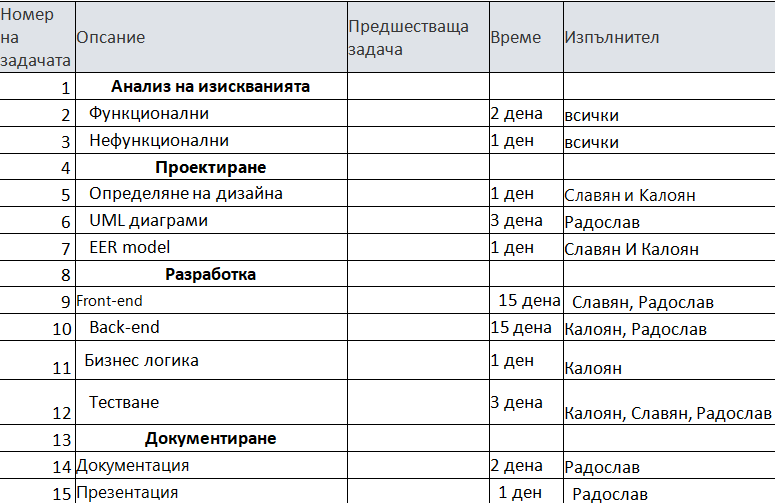 Номер на задачата Опсание Предшестваща задача Време Изпълнител
1 Анализ на изискванията
2 Функционални 2 дена всички
3 Нефункционални 1 ден всички
4 Проектиране
5 Определяне на дизайна 1 ден Славян и Калоян
6 UML диаграми 3 дена Радослав
7 EER model 1 ден Славян И Калоян
8 Разработка
9 Front-end 15 дена Славян, Радослав
10 Back-end 15 дена Калоян, Радослав
11 Бизнес логика 1 ден Калоян
12 Тестване 3 дена Калоян, Славян, Радослав
13 Документиране
14 Документация 2 дена Радослав
15 Презентация 1 ден Радослав